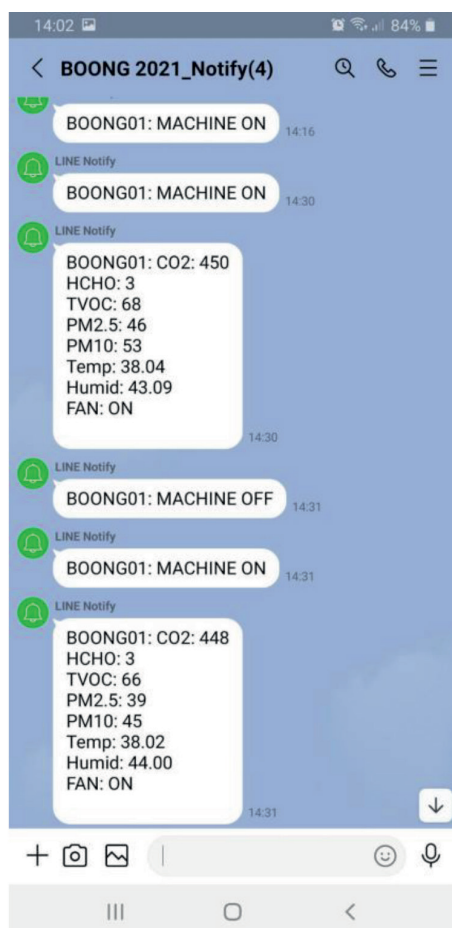 14:02
84%
BOONG 2021_Notify(4)
BOONG01: MACHINE ON
14:16
LINE Notify
BOONG01: MACHINE ON
14:30
LINE Notify
BOONG01: CO2: 450
HCHO: 3
TVOC: 68
PM2.5: 46
PM10: 53
Temp: 38.04
Humid: 43.09
FAN: ON
14:30
LINE Notify
BOONG01: MACHINE OFF
14:31
LINE Notify
BOONG01: MACHINE ON
14:31
LINE Notify
BOONG01: CO2: 448
HCHO: 3
TVOC: 66
PM2.5: 39
PM10: 45
Temp: 38.02
Humid: 44.00
FAN: ON
14:31